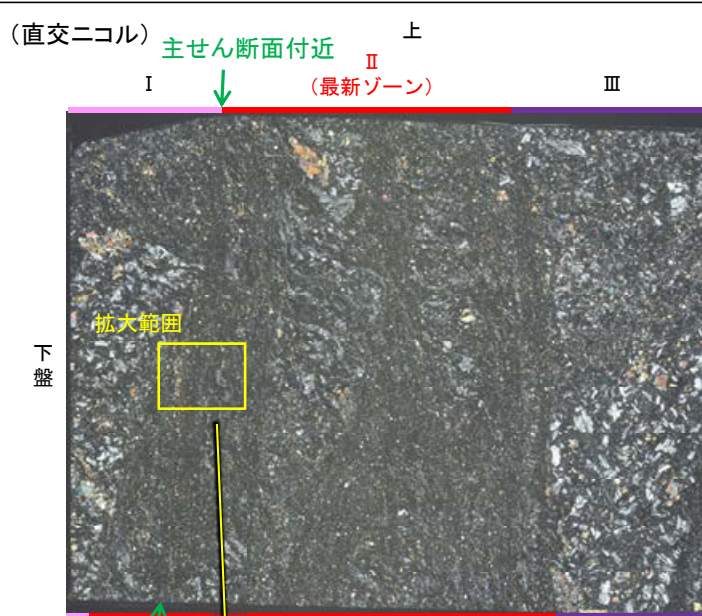 （直交ニコル）
主せん断面付近
上
Ⅰ
Ⅱ
（最新ゾーン）
Ⅲ
拡大範囲
下
盤